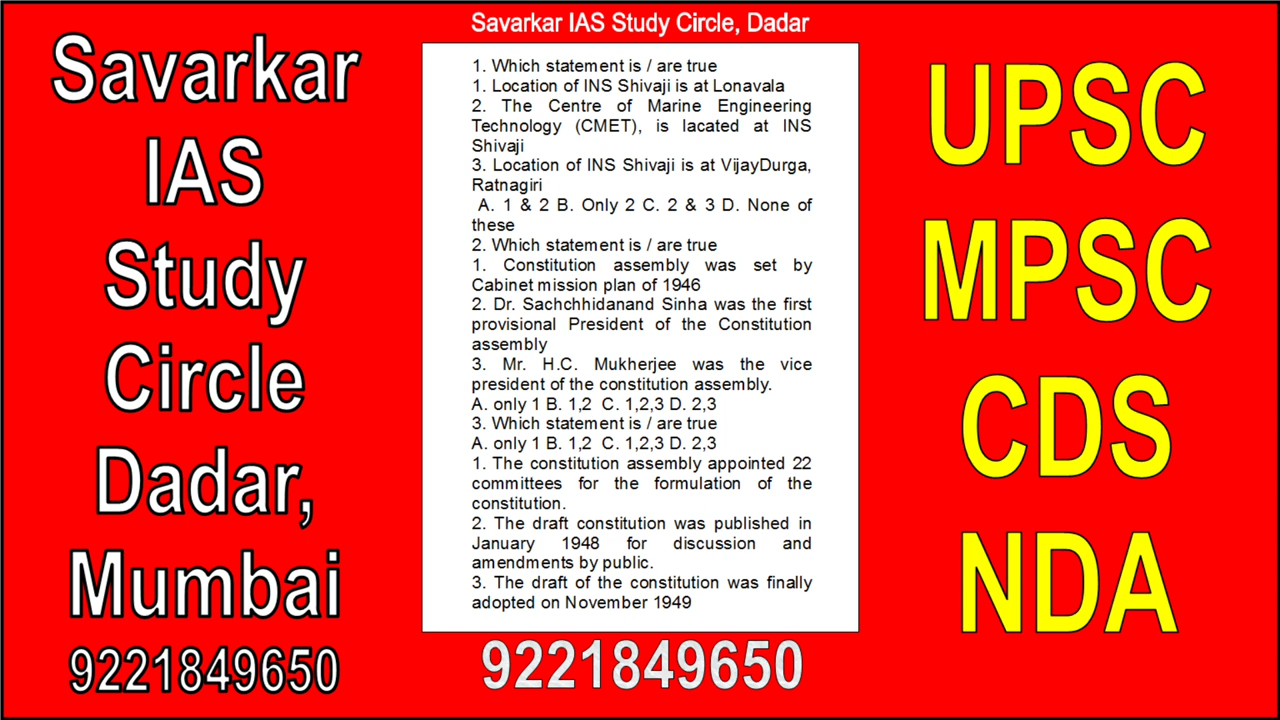 Savarkar
IAS
Study
Circle
Dadar,
Mumbai
9221849650
Savarkar IAS Study Circle, Dadar
1. Which statement is / are true
1. Location of INS Shivaji is at Lonavala
2. The Centre of Marine Engineering
Technology (CMET), is lacated at INS
Shivaji
3. Location of INS Shivaji is at VijayDurga,
Ratnagiri
A. 1 & 2 B. Only 2 C. 2 & 3 D. None of
these
2. Which statement is / are true
1. Constitution assembly was set by
Cabinet mission plan of 1946
2. Dr. Sachchhidanand Sinha was the first
provisional President of the Constitution
assembly
3. Mr. H.C. Mukherjee was the vice
president of the constitution assembly.
A. only 1 B. 1,2 C. 1,2,3 D. 2,3
3. Which statement is / are true
A. only 1 B. 1,2 C. 1,2,3 D. 2,3
1. The constitution assembly appointed 22
committees for the formulation of the
constitution.
2. The draft constitution was published in
January 1948 for discussion and
amendments by public.
3. The draft of the constitution was finally
adopted on November 1949
9221849650
UPSC
MPSC
CDS
NDA